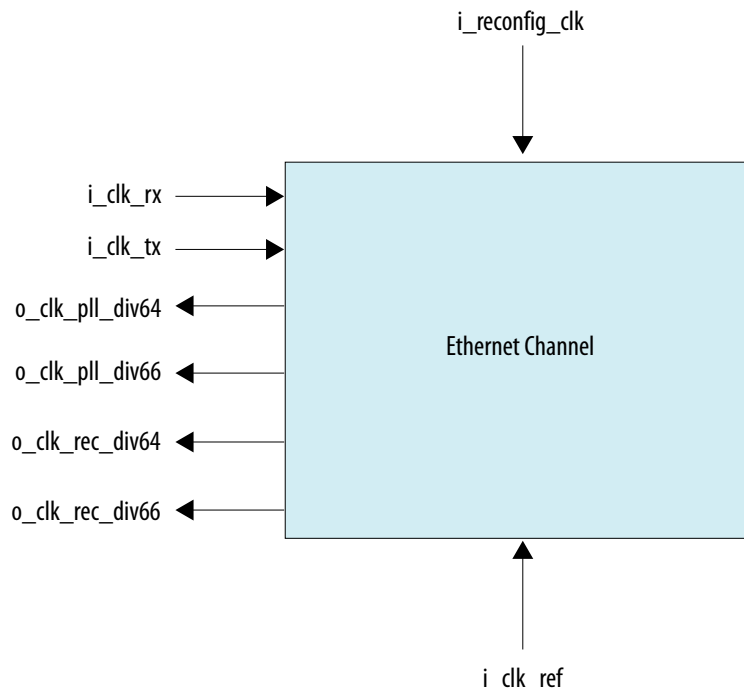 i_reconfig_clk
i_clk_rx
i_clk_tx
o_clk_pll_div64
o_clk_pll_div66
Ethernet Channel
o_clk_rec_div64
o_clk_rec_div66
i_clk_ref